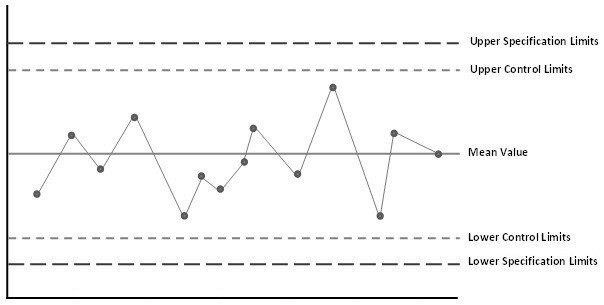 Upper Specification Limits
Upper Control Limits
Mean Value
Lower Control Limits
Lower Specification Limits